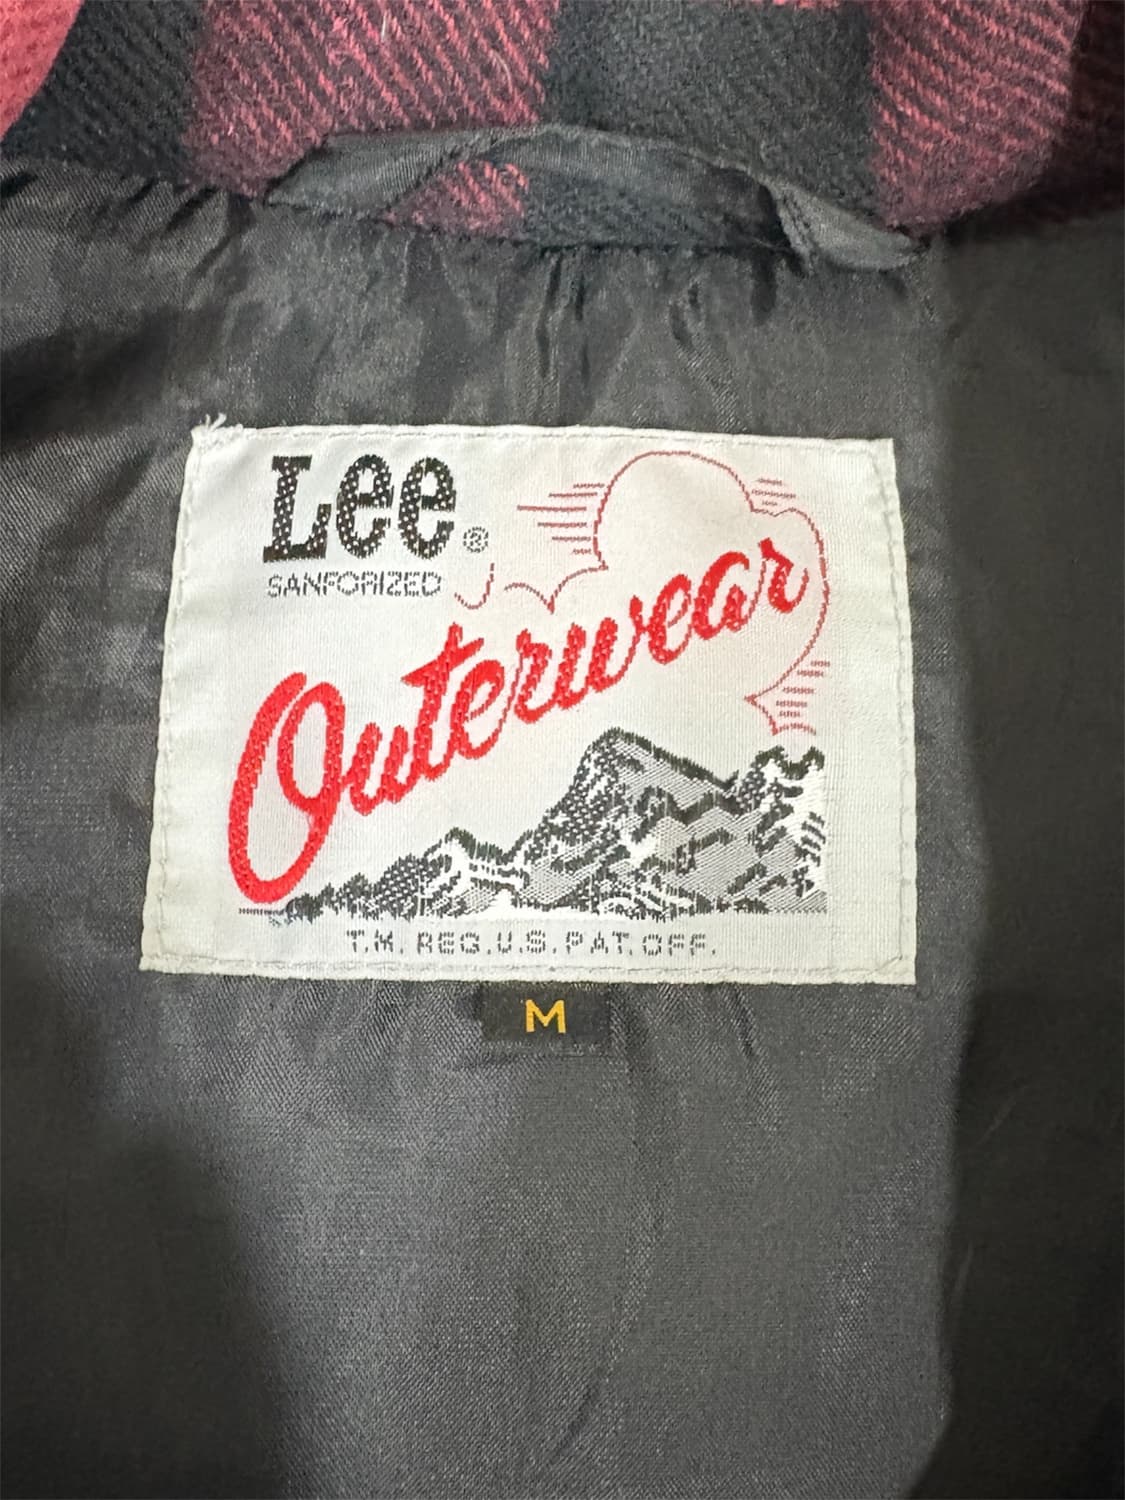 Lee®
SANFORIZED
Outerwear
T.M. REG.U.S.PAT.OFF.
M